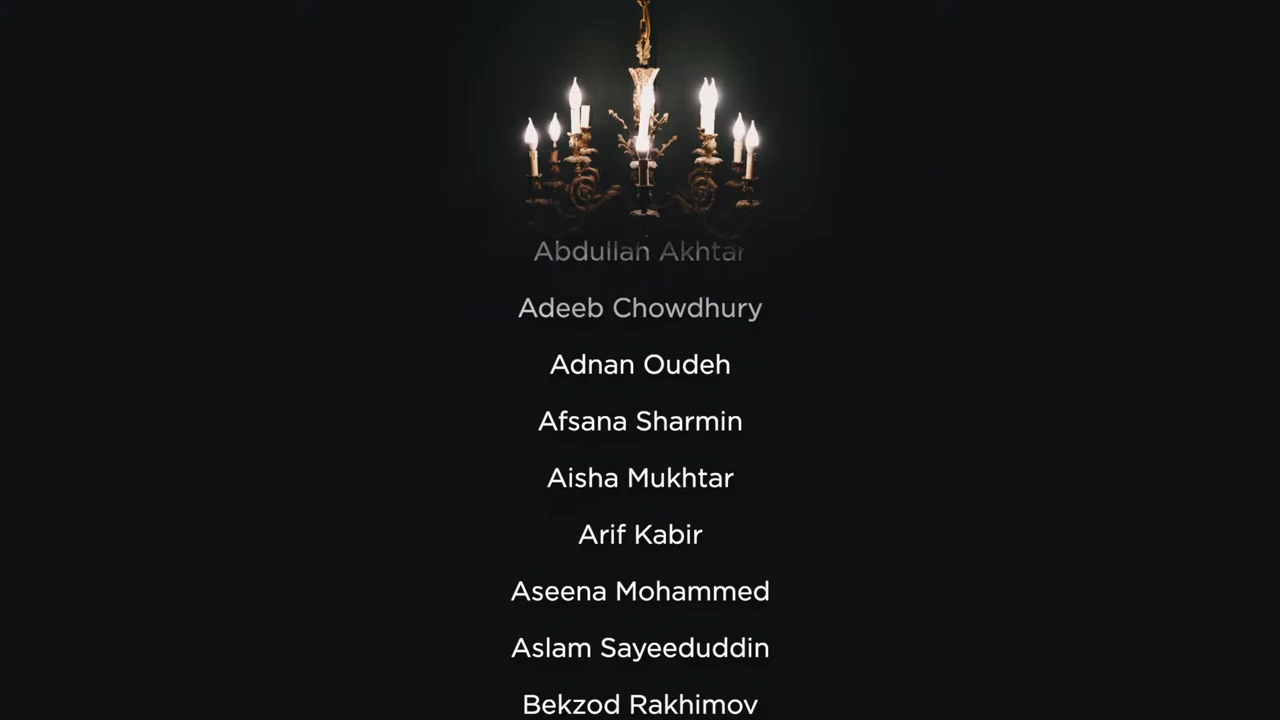 Abdullah Akhtar
Adeeb Chowdhury
Adnan Oudeh
Afsana Sharmin
Aisha Mukhtar
Arif Kabir
Aseena Mohammed
Aslam Sayeeduddin
Bekzod Rakhimov